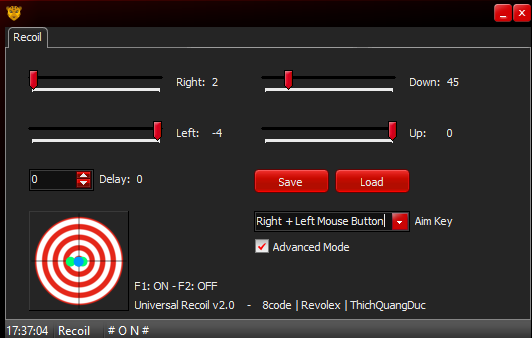 Recoil
Right: 2
Down: 45
Left: -4
Up: 0
0
Delay: 0
Save
Load
Right + Left Mouse Button
Aim Key
Advanced Mode
F1: ON - F2: OFF
Universal Recoil v2.0 - 8code | Revolex | ThichQuangDuc
17:37:04 Recoil # O N #